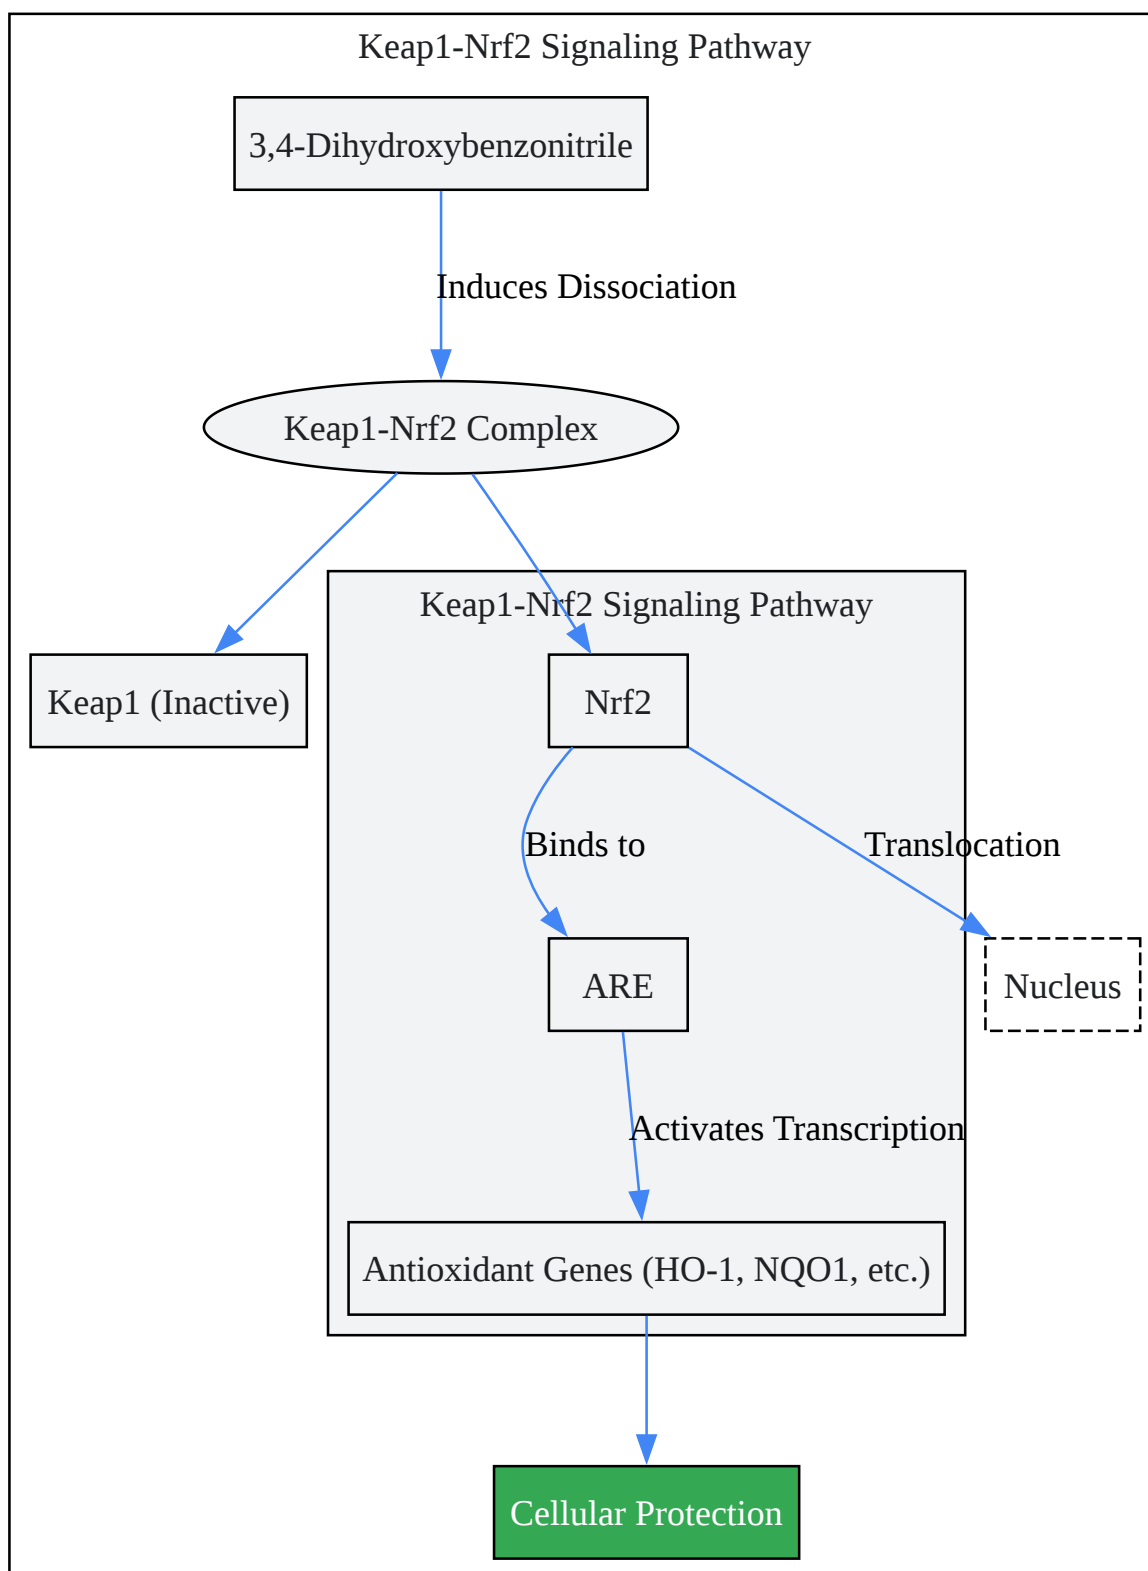 Keap1-Nrf2 Signaling Pathway
3,4-Dihydroxybenzonitrile
Induces Dissociation
Keap1-Nrf2 Complex
Keap1-Nrf2 Signaling Pathway
Keap1 (Inactive)
Nrf2
Binds to
Translocation
ARE
Nucleus
Activates Transcription
Antioxidant Genes (HO-1, NQO1, etc.)
Cellular Protection